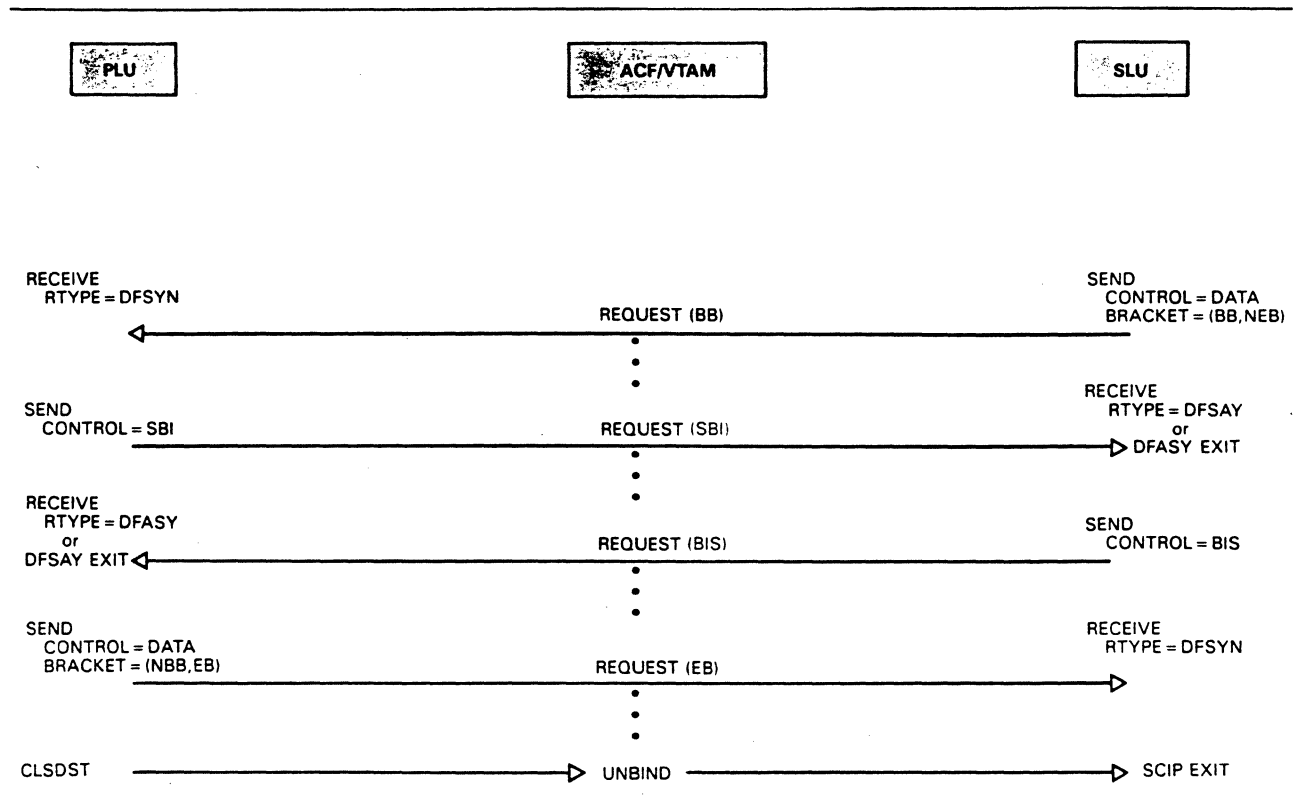 PLU
ACF/VTAM
SLU
RECEIVE
RTYPE = DFSYN
REQUEST (BB)
SEND
CONTROL = DATA
BRACKET = (BB,NEB)
SEND
CONTROL = SBI
REQUEST (SBI)
RECEIVE
RTYPE = DFSAY
or
DFASY EXIT
RECEIVE
RTYPE = DFASY
or
DFSAY EXIT
REQUEST (BIS)
SEND
CONTROL = BIS
SEND
CONTROL = DATA
BRACKET = (NBB,EB)
REQUEST (EB)
RECEIVE
RTYPE = DFSYN
CLSDST
UNBIND
SCIP EXIT